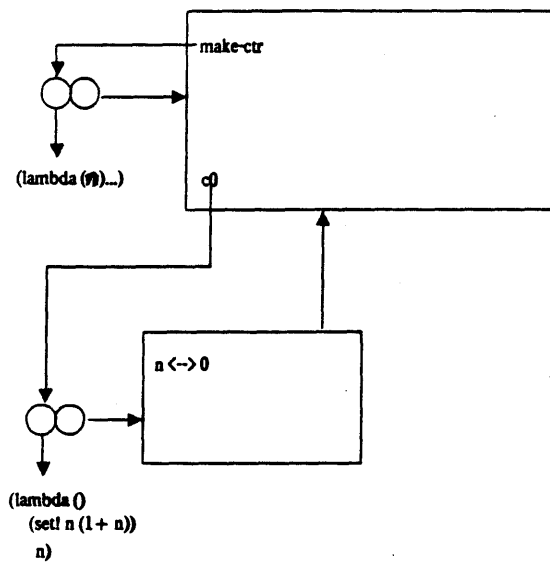 make-ctr
(lambda (n)...)
c0
n <--> 0
(lambda ()
(set! n (1+ n))
n)